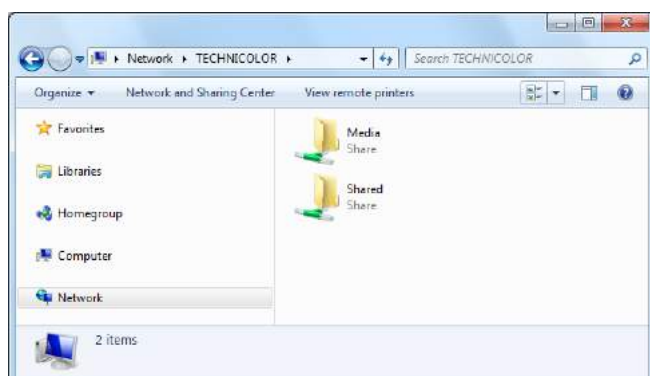 Network ▸ TECHNICOLOR ▸ Search TECHNICOLOR
Organize Network and Sharing Center View remote printers
Favorites
Libraries
Homegroup
Computer
Network
Media
Share
Shared
Share
2 items